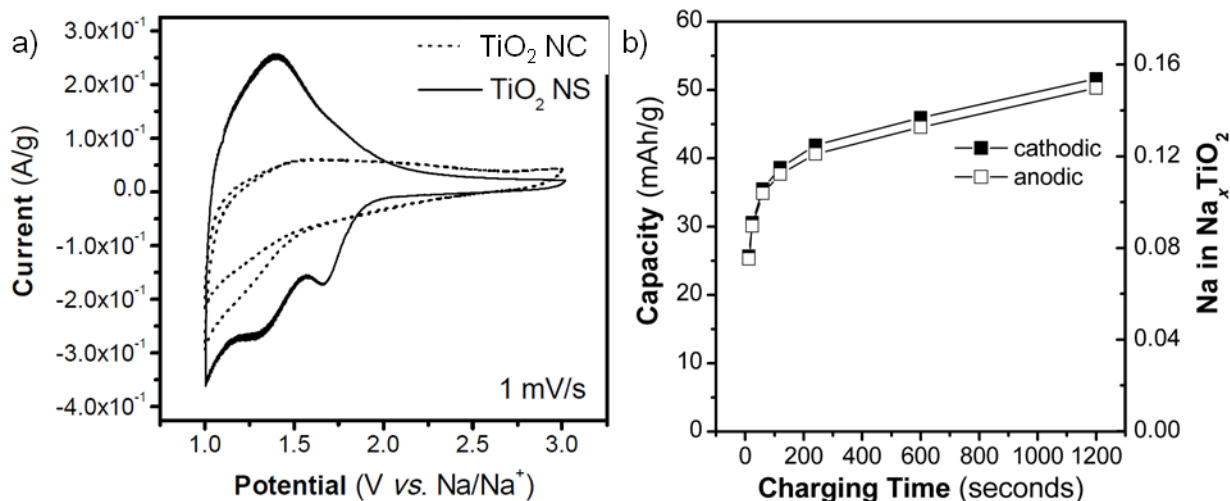 a)
3.0x10⁻¹
2.0x10⁻¹
1.0x10⁻¹
0.0
-1.0x10⁻¹
-2.0x10⁻¹
-3.0x10⁻¹
-4.0x10⁻¹
Current (A/g)
TiO₂ NC
TiO₂ NS
1 mV/s
1.0 1.5 2.0 2.5 3.0
Potential (V vs. Na/Na⁺)
b)
60
50
40
30
20
10
0
Capacity (mAh/g)
cathodic
anodic
0.16
0.12
0.08
0.04
0.00
Na in NaₓTiO₂
0 200 400 600 800 1000 1200
Charging Time (seconds)